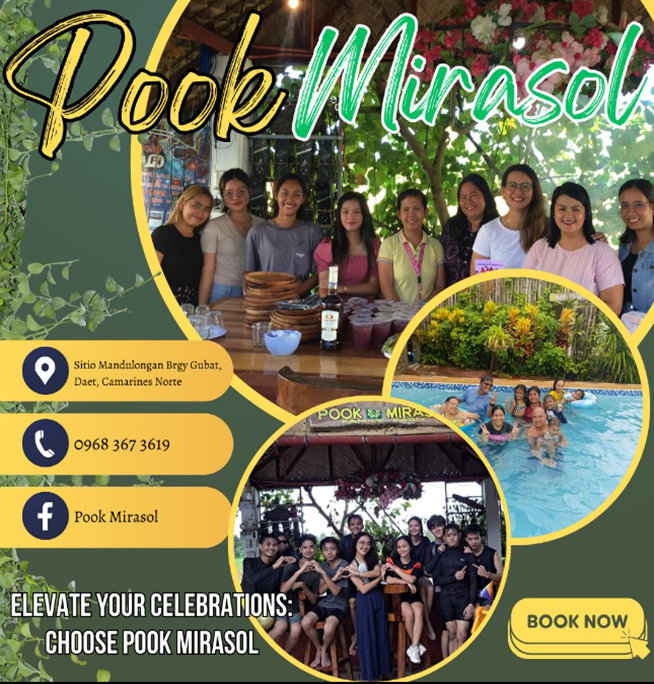 Pook Mirasol
Sitio Mandulongan Brgy Gubat,
Daet, Camarines Norte
POOK MIRAS
0968 367 3619
Pook Mirasol
ELEVATE YOUR CELEBRATIONS:
CHOOSE POOK MIRASOL
BOOK NOW